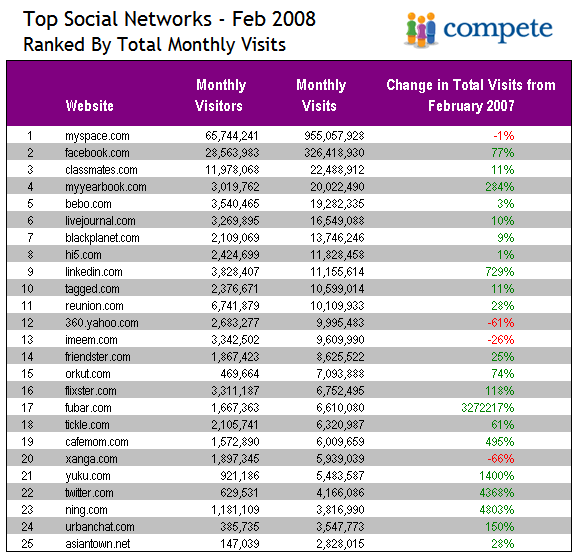 Top Social Networks - Feb 2008
Ranked By Total Monthly Visits
compete
Website Monthly Visitors Monthly Visits Change in Total Visits from February 2007
1 myspace.com 65,744,241 955,057,928 -1%
2 facebook.com 28,563,983 326,418,930 77%
3 classmates.com 11,978,068 22,488,912 11%
4 myyearbook.com 3,019,762 20,022,490 284%
5 bebo.com 3,540,465 19,282,335 3%
6 livejournal.com 3,269,895 16,549,088 10%
7 blackplanet.com 2,109,069 13,746,246 9%
8 hi5.com 2,424,699 11,828,458 1%
9 linkedin.com 3,828,407 11,155,614 729%
10 tagged.com 2,376,671 10,599,014 11%
11 reunion.com 6,741,879 10,109,933 28%
12 360.yahoo.com 2,683,277 9,995,483 -61%
13 imeem.com 3,342,502 9,609,990 -26%
14 friendster.com 1,867,423 8,625,522 25%
15 orkut.com 469,664 7,093,888 74%
16 flixster.com 3,311,187 6,752,495 118%
17 fubar.com 1,667,363 6,610,080 3272217%
18 tickle.com 2,105,741 6,320,987 61%
19 cafemom.com 1,572,890 6,009,659 495%
20 xanga.com 1,897,345 5,939,039 -66%
21 yuku.com 921,186 5,483,587 1400%
22 twitter.com 629,531 4,166,086 4368%
23 ning.com 1,181,109 3,816,990 4803%
24 urbanchat.com 385,735 3,547,773 150%
25 asiantown.net 147,039 2,828,015 28%